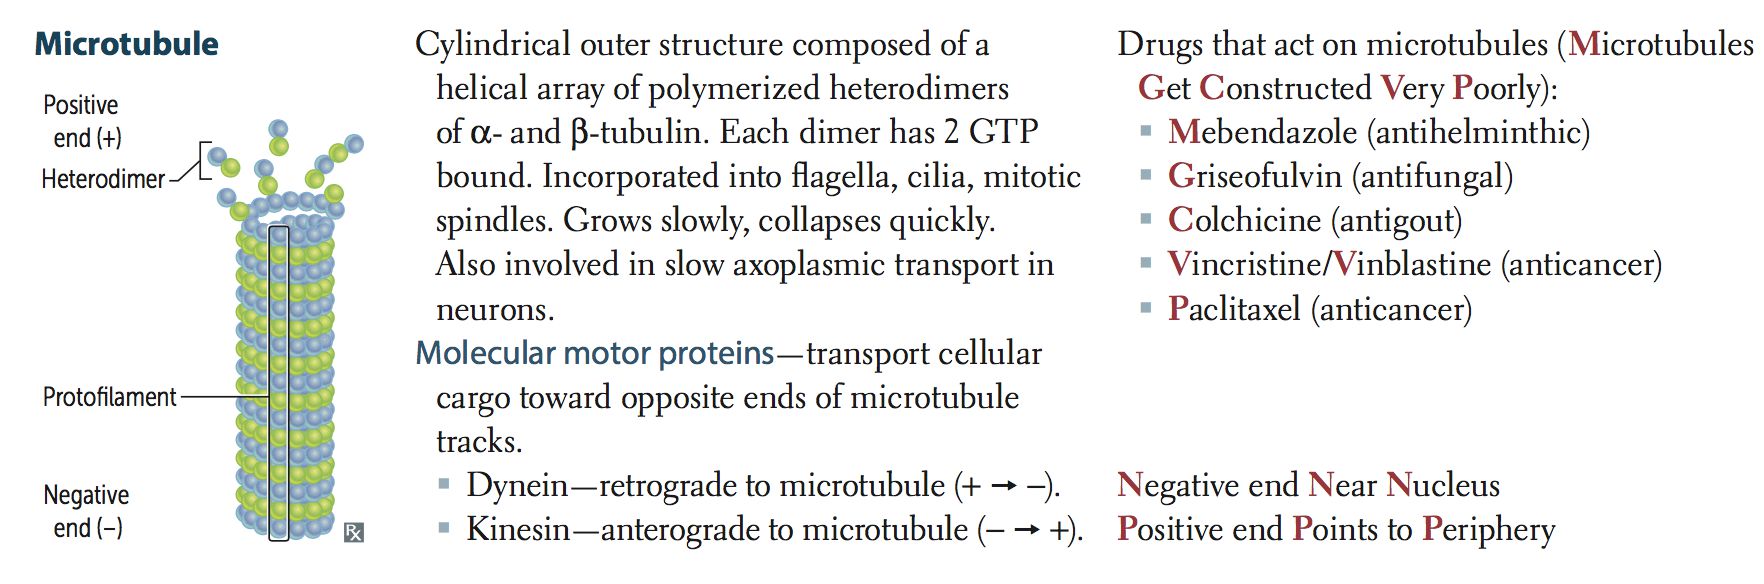 Microtubule
Positive
end (+)
Heterodimer
Protofilament
Negative
end (–)
Rx
Cylindrical outer structure composed of a
helical array of polymerized heterodimers
of α- and β-tubulin. Each dimer has 2 GTP
bound. Incorporated into flagella, cilia, mitotic
spindles. Grows slowly, collapses quickly.
Also involved in slow axoplasmic transport in
neurons.
Molecular motor proteins—transport cellular
cargo toward opposite ends of microtubule
tracks.
▪ Dynein—retrograde to microtubule (+ → –).
▪ Kinesin—anterograde to microtubule (– → +).
Drugs that act on microtubules (Microtubules
Get Constructed Very Poorly):
▪ Mebendazole (antihelminthic)
▪ Griseofulvin (antifungal)
▪ Colchicine (antigout)
▪ Vincristine/Vinblastine (anticancer)
▪ Paclitaxel (anticancer)
Negative end Near Nucleus
Positive end Points to Periphery